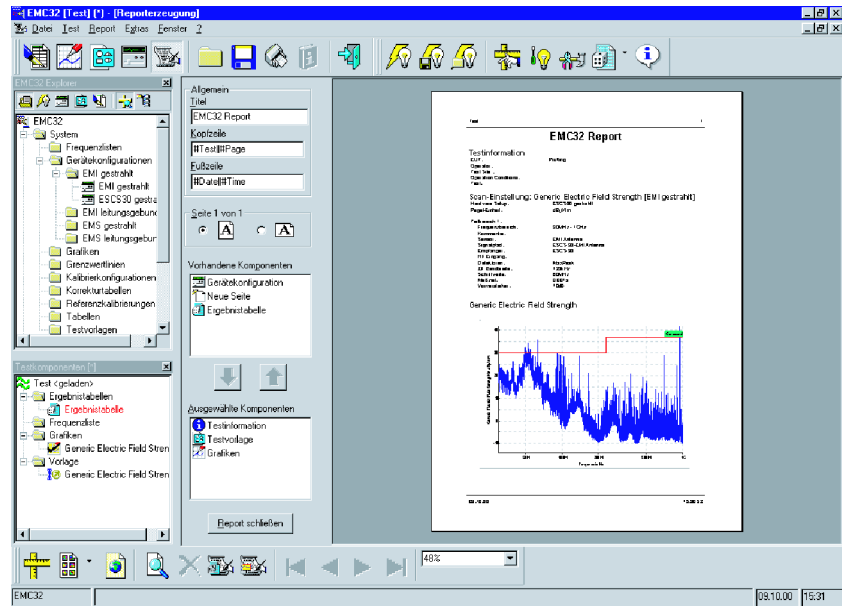 EMC32 [Test] (*) - [Reporterzeugung]
Datei Test Report Extras Fenster ?
EMC32 Explorer
EMC32
System
Frequenzlisten
Gerätekonfigurationen
EMI gestrahlt
EMI gestrahlt
ESCS30 gestra
EMI leitungsgebunc
EMS gestrahlt
EMS leitungsgebur
Grafiken
Grenzwertlinien
Kalibrierkonfigurationen
Korrekturtabellen
Referenzkalibrierungen
Tabellen
Testvorlagen
Testkomponenten [*]
Test <geladen>
Ergebnistabellen
Ergebnistabelle
Frequenzliste
Grafiken
Generic Electric Field Stren
Vorlage
Generic Electric Field Stren
Allgemein
Titel
EMC32 Report
Kopfzeile
#Test||#Page
Fußzeile
#Date||#Time
Seite 1 von 1
A A
Vorhandene Komponenten
Gerätekonfiguration
Neue Seite
Ergebnistabelle
Ausgewählte Komponenten
Testinformation
Testvorlage
Grafiken
Report schließen
Test 1
EMC32 Report
Testinformation
Scan-Einstellung: Generic Electric Field Strength [EMI gestrahlt]
Generic Electric Field Strength
48%
EMC32 09.10.00 15:31